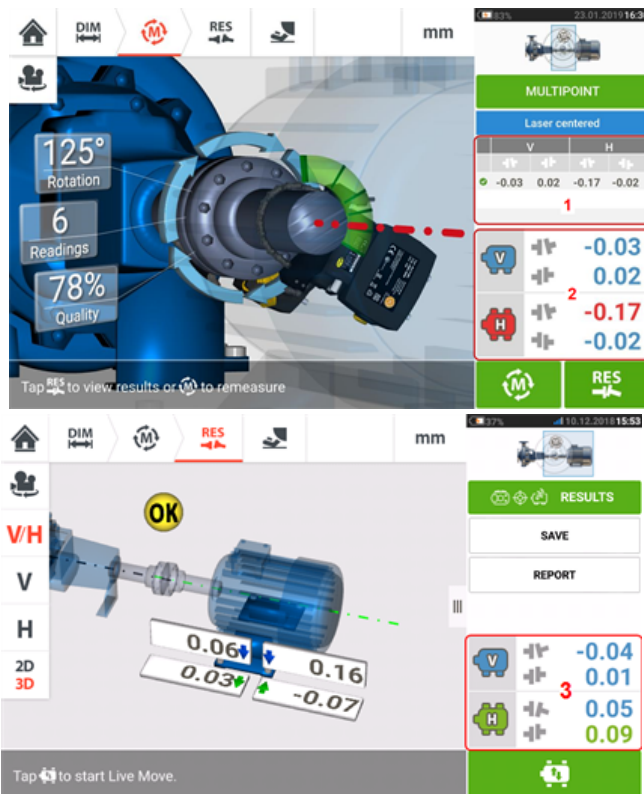 DIM
M
RES
mm
83%
23.01.2019 16:3
MULTIPOINT
Laser centered
V H
-0.03 0.02 -0.17 -0.02
1
125°
Rotation
6
Readings
78%
Quality
V
-0.03
0.02
2
H
-0.17
-0.02
Tap RES to view results or M to remeasure
M
RES
DIM
M
RES
mm
37%
10.12.2018 15:53
RESULTS
SAVE
REPORT
V/H
V
H
2D
3D
OK
0.06
0.16
0.03
-0.07
V
-0.04
0.01
3
H
0.05
0.09
Tap to start Live Move.